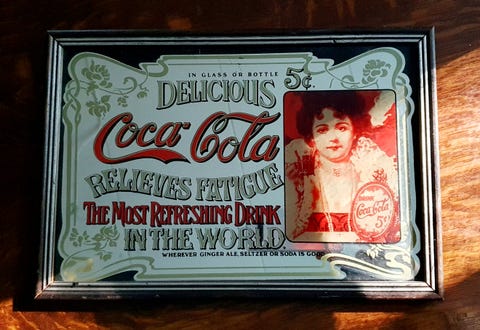 IN GLASS OR BOTTLE 5¢
DELICIOUS
Coca-Cola
RELIEVES FATIGUE
THE MOST REFRESHING DRINK
IN THE WORLD.
WHEREVER GINGER ALE, SELTZER OR SODA IS GOOD
Coca-Cola
5¢